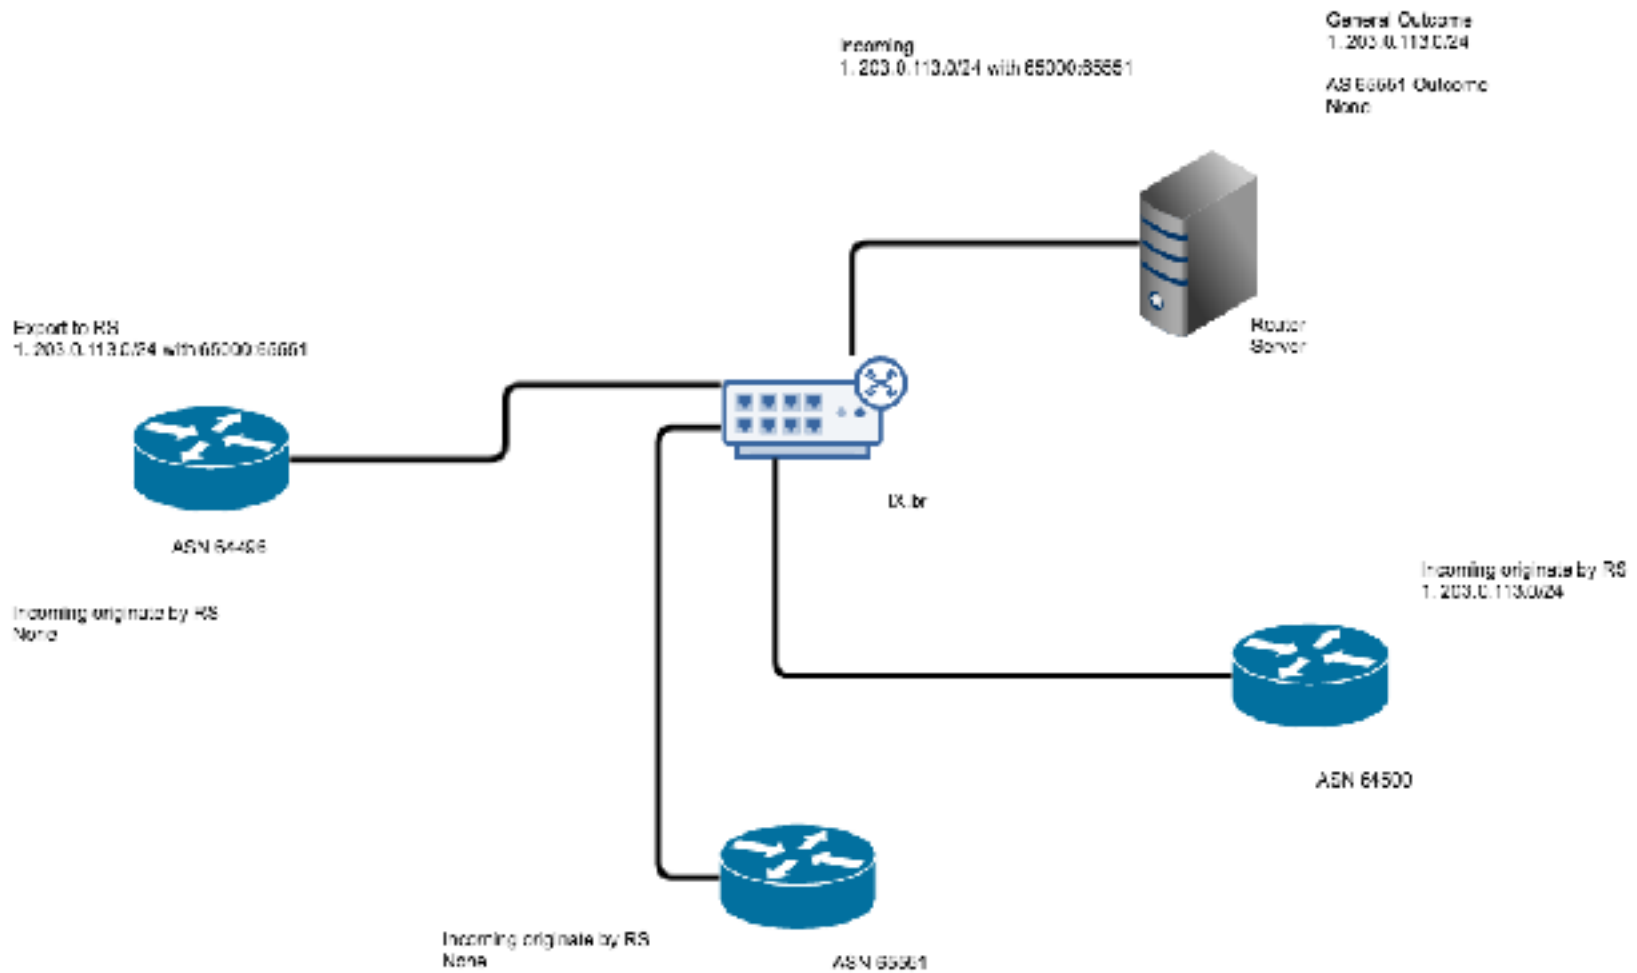 General Outcome
1. 203.0.113.0/24
AS 65551 Outcome
None
Incoming
1. 203.0.113.0/24 with 65000:65551
Router
Server
Export to RS
1. 203.0.113.0/24 with 65000:65551
ASN 64496
IX.br
Incoming originate by RS
None
Incoming originate by RS
1. 203.0.113.0/24
ASN 64500
Incoming originate by RS
None
ASN 65551